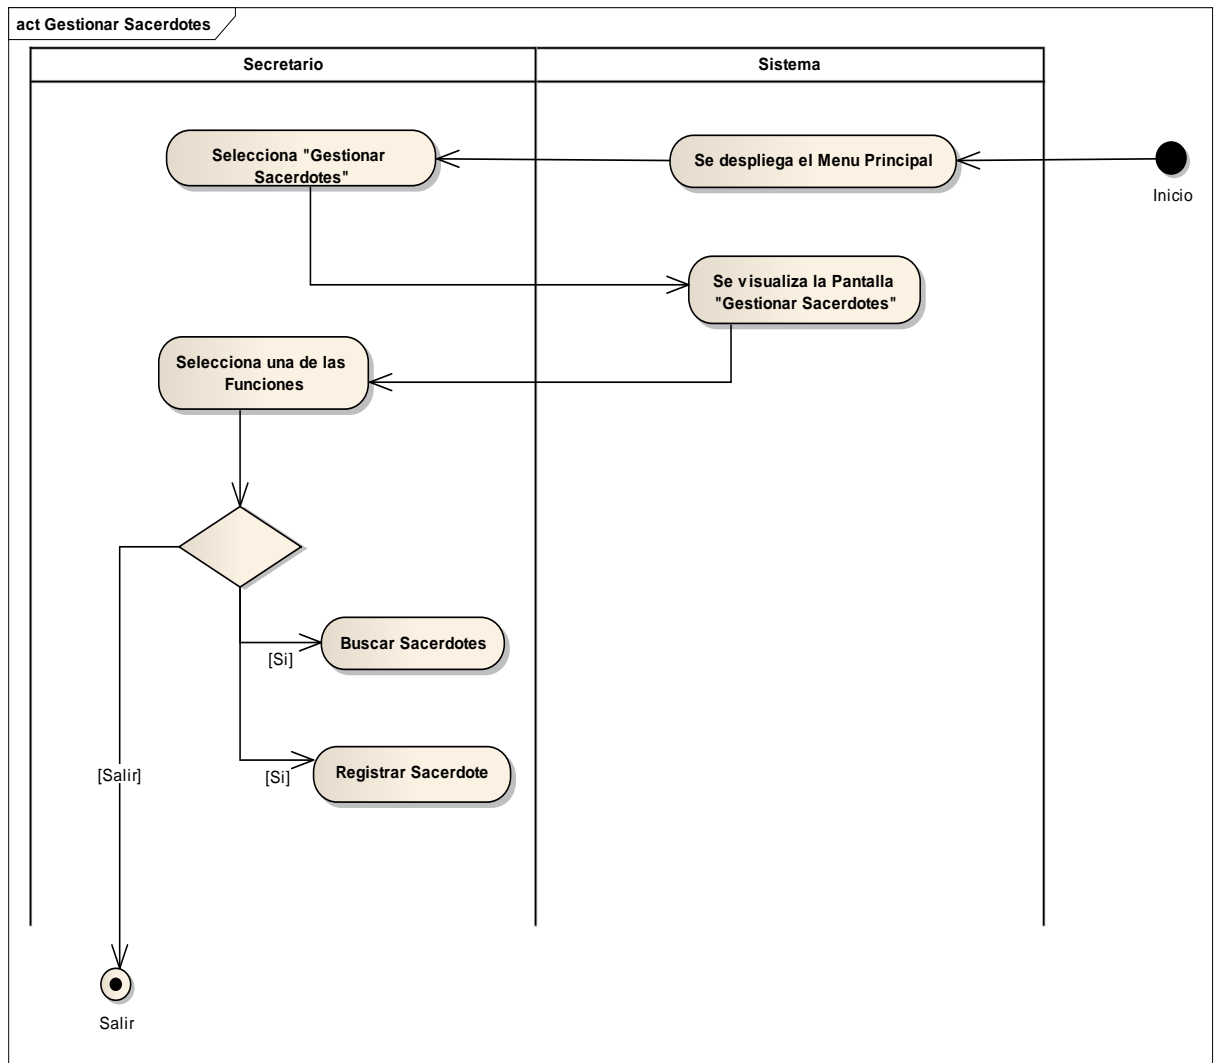 act Gestionar Sacerdotes
Secretario
Sistema
Selecciona "Gestionar
Sacerdotes"
Se despliega el Menu Principal
Inicio
Se visualiza la Pantalla
"Gestionar Sacerdotes"
Selecciona una de las
Funciones
Buscar Sacerdotes
[Si]
Registrar Sacerdote
[Si]
[Salir]
Salir